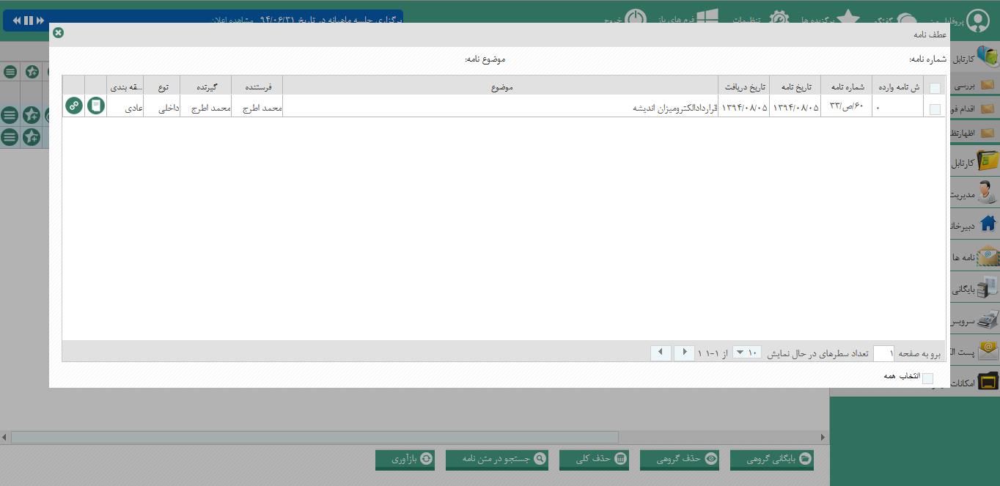 خروج
فرم های باز
تنظیمات
برگزیده ها
گفتگو
برگزاری جلسه ماهیانه در تاریخ ۹۴/۰۶/۳۱ مشاهده اعلان
عطف نامه
شماره نامه:
موضوع نامه:
ش نامه وارده
شماره نامه
تاریخ نامه
تاریخ دریافت
موضوع
فرستنده
گیرنده
نوع
...قه بندی
۰
۶۰/ص/۳۳
۱۳۹۴/۰۸/۰۵
۱۳۹۴/۰۸/۰۵
قراردادالکترومیزان اندیشه
محمد اطرج
محمد اطرج
داخلی
عادی
برو به صفحه ۱ تعداد سطرهای در حال نمایش ۱۰ از ۱-۱ ۱
انتخاب همه
کارتابل
بررسی
اقدام فو
اظهارنظ
کارتابل
مدیریت
دبیرخان
نامه ها
بایگانی
سرویس
پست الک
امکانات
بایگانی گروهی
حذف گروهی
حذف کلی
جستجو در متن نامه
بازآوری